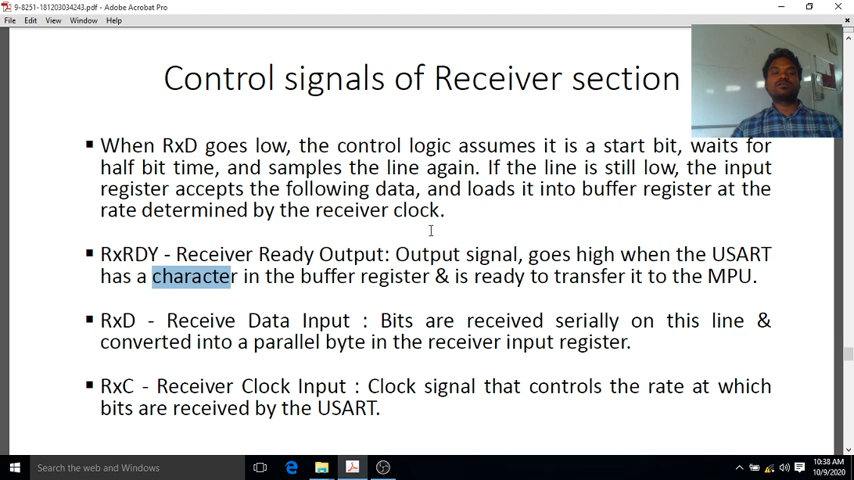 9-8251-181203034243.pdf - Adobe Acrobat Pro
File Edit View Window Help
Control signals of Receiver section
▪ When RxD goes low, the control logic assumes it is a start bit, waits for
half bit time, and samples the line again. If the line is still low, the input
register accepts the following data, and loads it into buffer register at the
rate determined by the receiver clock.
▪ RxRDY - Receiver Ready Output: Output signal, goes high when the USART
has a character in the buffer register & is ready to transfer it to the MPU.
▪ RxD - Receive Data Input : Bits are received serially on this line &
converted into a parallel byte in the receiver input register.
▪ RxC - Receiver Clock Input : Clock signal that controls the rate at which
bits are received by the USART.
Search the web and Windows
10:38 AM
10/9/2020